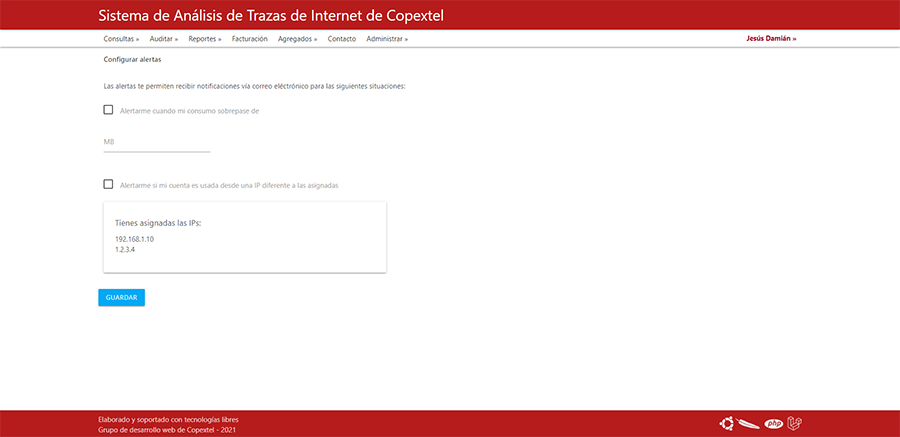 Sistema de Análisis de Trazas de Internet de Copextel
Consultas » Auditar » Reportes » Facturación Agregados » Contacto Administrar » Jesús Damián »
Configurar alertas
Las alertas te permiten recibir notificaciones vía correo eléctrónico para las siguientes situaciones:
Alertarme cuando mi consumo sobrepase de
MB
Alertarme si mi cuenta es usada desde una IP diferente a las asignadas
Tienes asignadas las IPs:
192.168.1.10
1.2.3.4
GUARDAR
Elaborado y soportado con tecnologías libres
Grupo de desarrollo web de Copextel - 2021
php